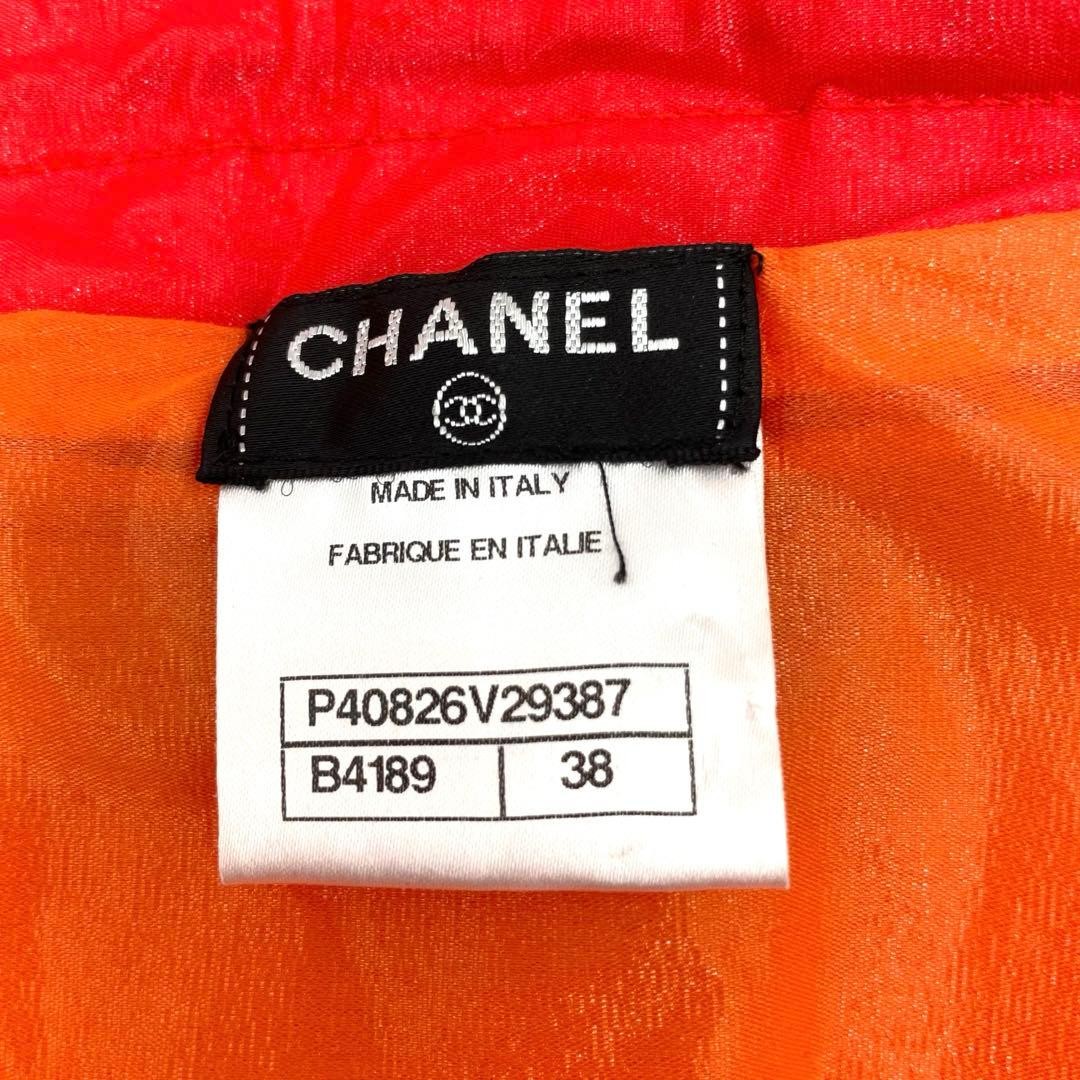 CHANEL
MADE IN ITALY
FABRIQUE EN ITALIE
P40826V29387
B4189 38